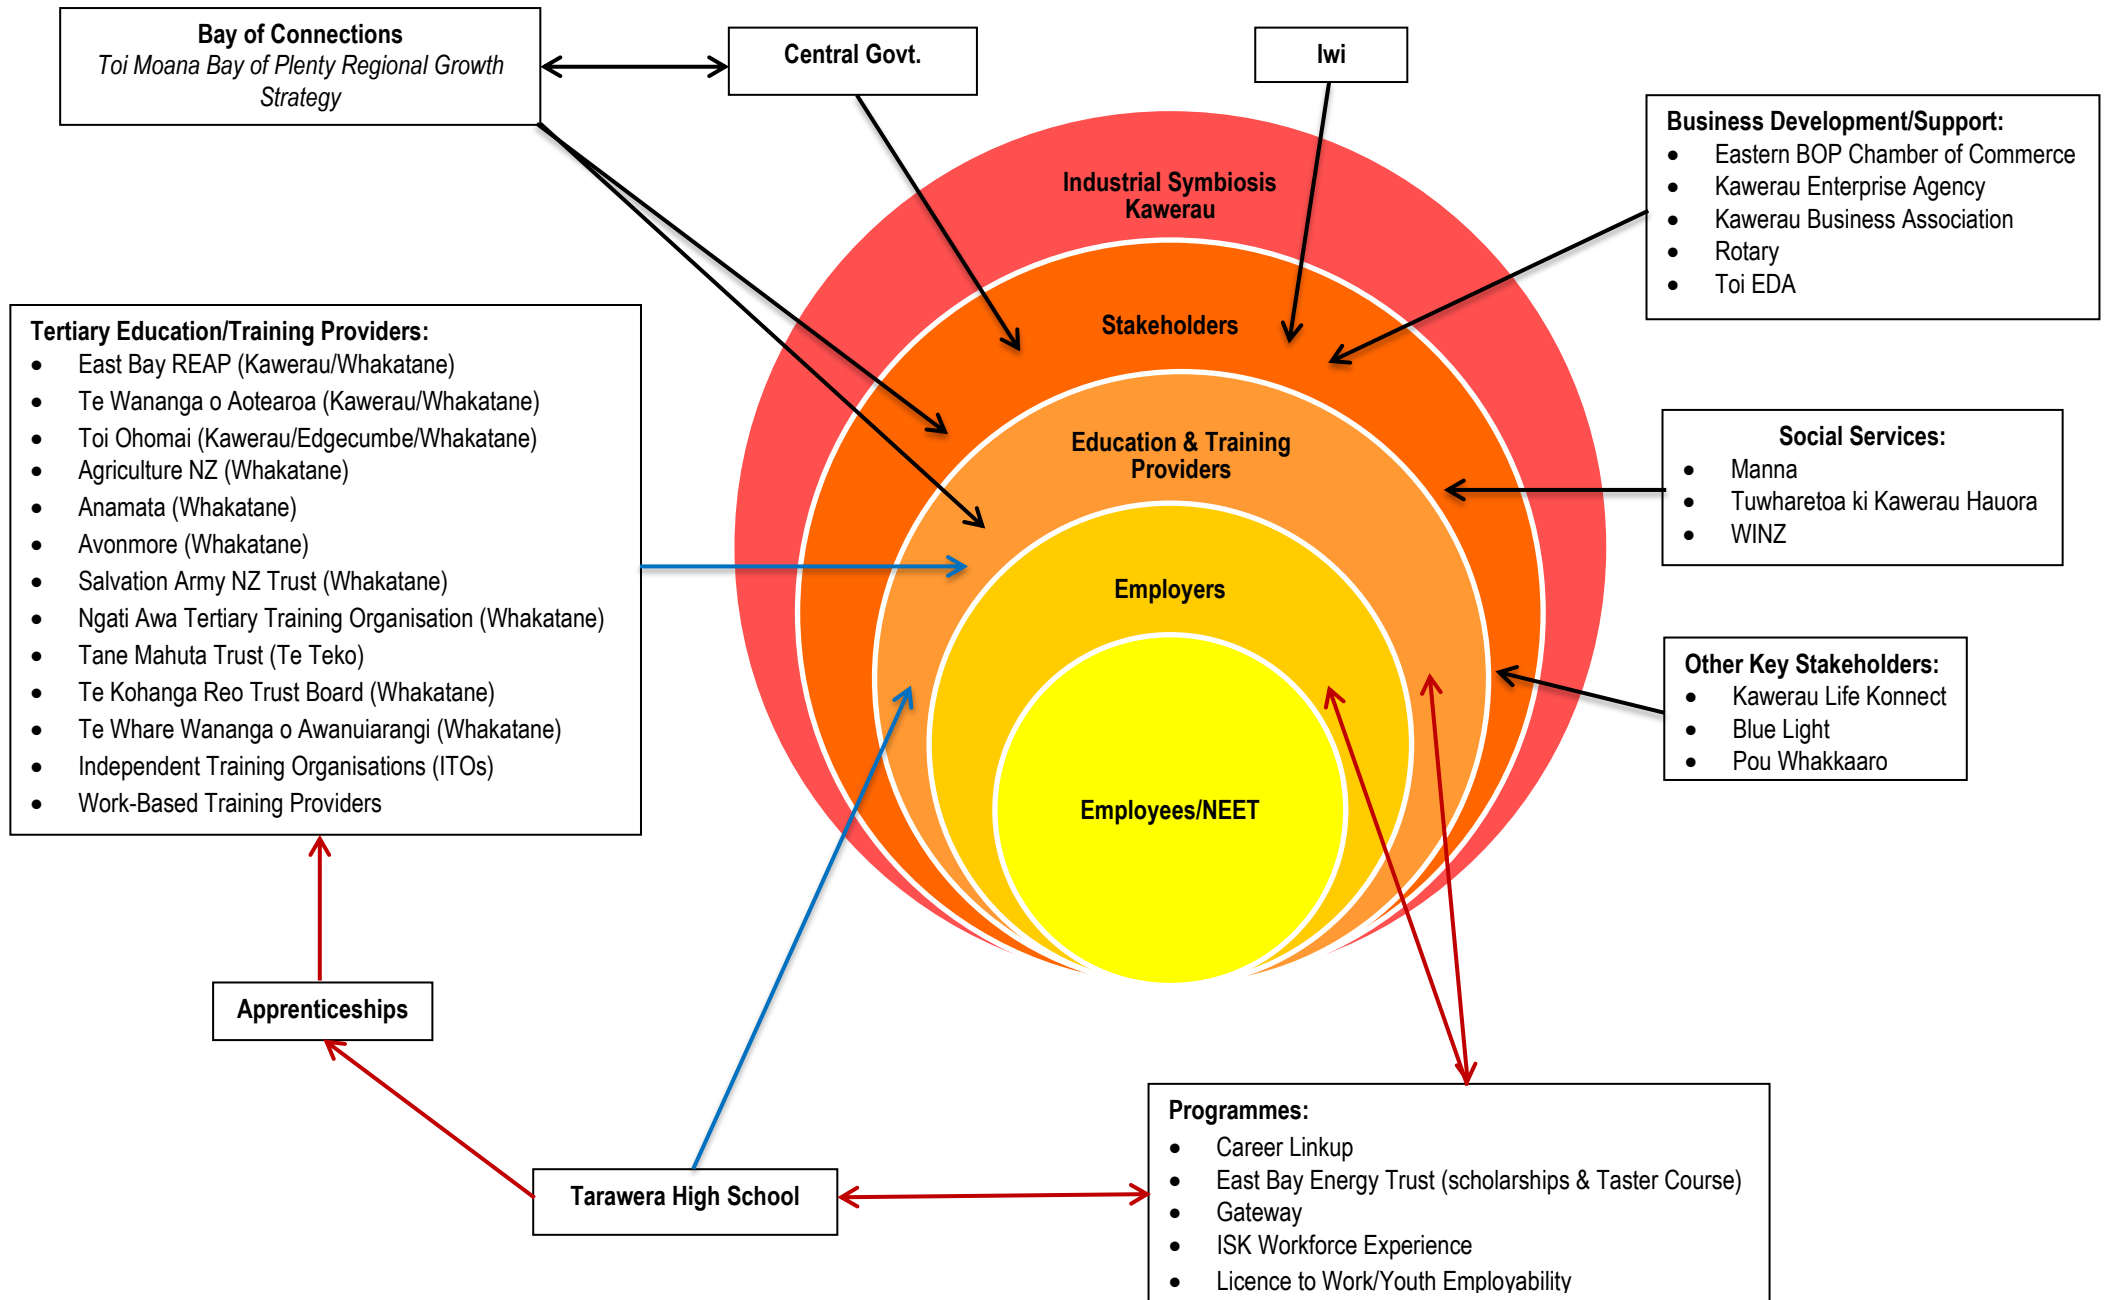 Bay of Connections
Toi Moana Bay of Plenty Regional Growth
Strategy
Central Govt.
Iwi
Business Development/Support:
• Eastern BOP Chamber of Commerce
• Kawerau Enterprise Agency
• Kawerau Business Association
• Rotary
• Toi EDA
Industrial Symbiosis
Kawerau
Stakeholders
Education & Training
Providers
Employers
Employees/NEET
Tertiary Education/Training Providers:
• East Bay REAP (Kawerau/Whakatane)
• Te Wananga o Aotearoa (Kawerau/Whakatane)
• Toi Ohomai (Kawerau/Edgecumbe/Whakatane)
• Agriculture NZ (Whakatane)
• Anamata (Whakatane)
• Avonmore (Whakatane)
• Salvation Army NZ Trust (Whakatane)
• Ngati Awa Tertiary Training Organisation (Whakatane)
• Tane Mahuta Trust (Te Teko)
• Te Kohanga Reo Trust Board (Whakatane)
• Te Whare Wananga o Awanuiarangi (Whakatane)
• Independent Training Organisations (ITOs)
• Work-Based Training Providers
Social Services:
• Manna
• Tuwharetoa ki Kawerau Hauora
• WINZ
Other Key Stakeholders:
• Kawerau Life Konnect
• Blue Light
• Pou Whakkaaro
Apprenticeships
Tarawera High School
Programmes:
• Career Linkup
• East Bay Energy Trust (scholarships & Taster Course)
• Gateway
• ISK Workforce Experience
• Licence to Work/Youth Employability